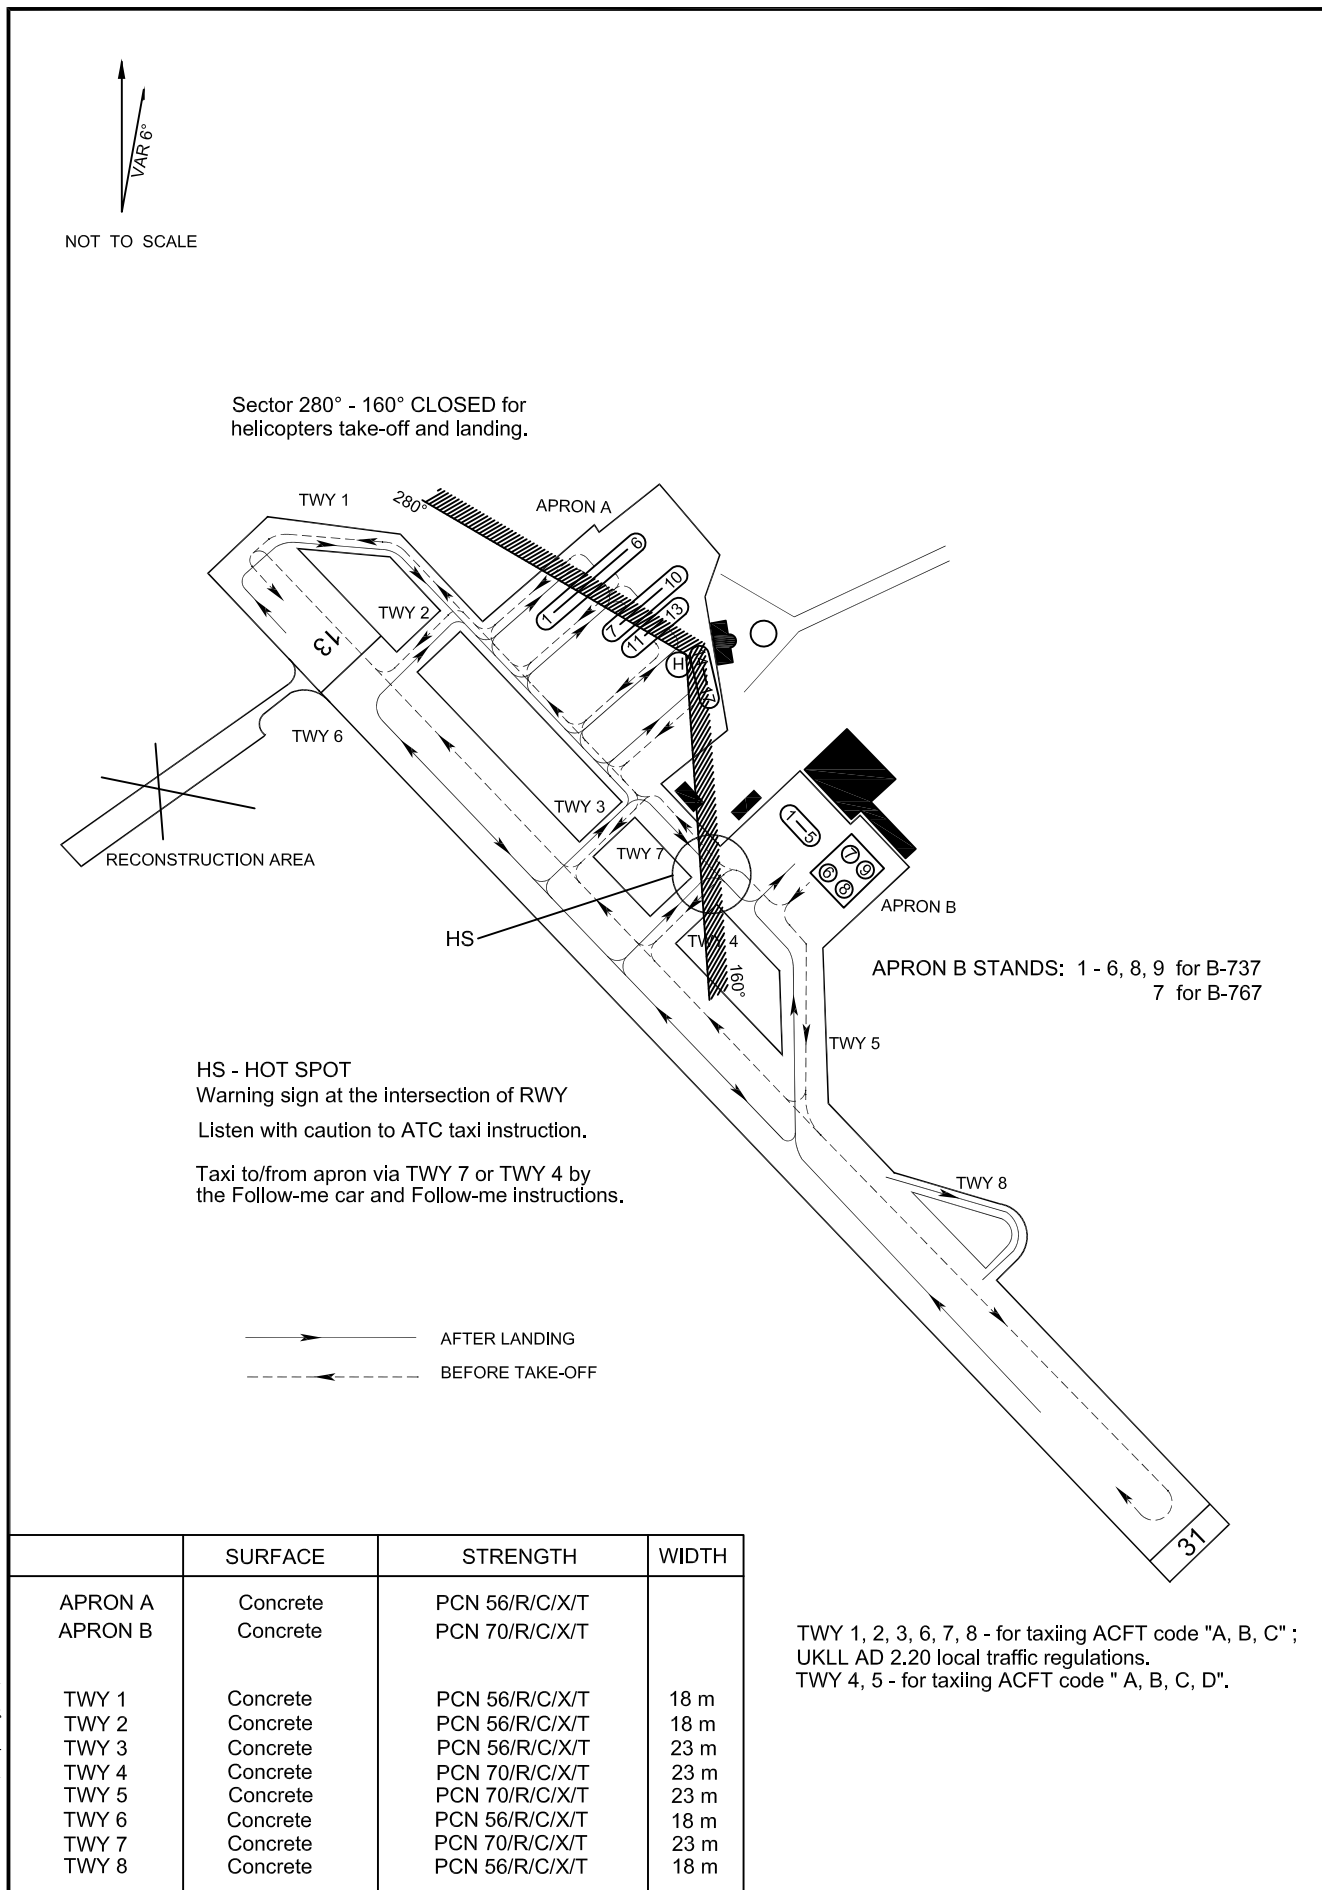 VAR 6°
NOT TO SCALE
Sector 280° - 160° CLOSED for
helicopters take-off and landing.
TWY 1
280°
APRON A
6
10
13
1
7
11
TWY 2
13
H
17
TWY 6
TWY 3
1 5
RECONSTRUCTION AREA
TWY 7
7
9
6
8
APRON B
HS
TWY 4
160°
APRON B STANDS: 1 - 6, 8, 9 for B-737
7 for B-767
TWY 5
HS - HOT SPOT
Warning sign at the intersection of RWY
Listen with caution to ATC taxi instruction.
Taxi to/from apron via TWY 7 or TWY 4 by
the Follow-me car and Follow-me instructions.
TWY 8
AFTER LANDING
BEFORE TAKE-OFF
31
SURFACE STRENGTH WIDTH
APRON A Concrete PCN 56/R/C/X/T
APRON B Concrete PCN 70/R/C/X/T
TWY 1 Concrete PCN 56/R/C/X/T 18 m
TWY 2 Concrete PCN 56/R/C/X/T 18 m
TWY 3 Concrete PCN 56/R/C/X/T 23 m
TWY 4 Concrete PCN 70/R/C/X/T 23 m
TWY 5 Concrete PCN 70/R/C/X/T 23 m
TWY 6 Concrete PCN 56/R/C/X/T 18 m
TWY 7 Concrete PCN 70/R/C/X/T 23 m
TWY 8 Concrete PCN 56/R/C/X/T 18 m
TWY 1, 2, 3, 6, 7, 8 - for taxiing ACFT code "A, B, C" ;
UKLL AD 2.20 local traffic regulations.
TWY 4, 5 - for taxiing ACFT code " A, B, C, D".